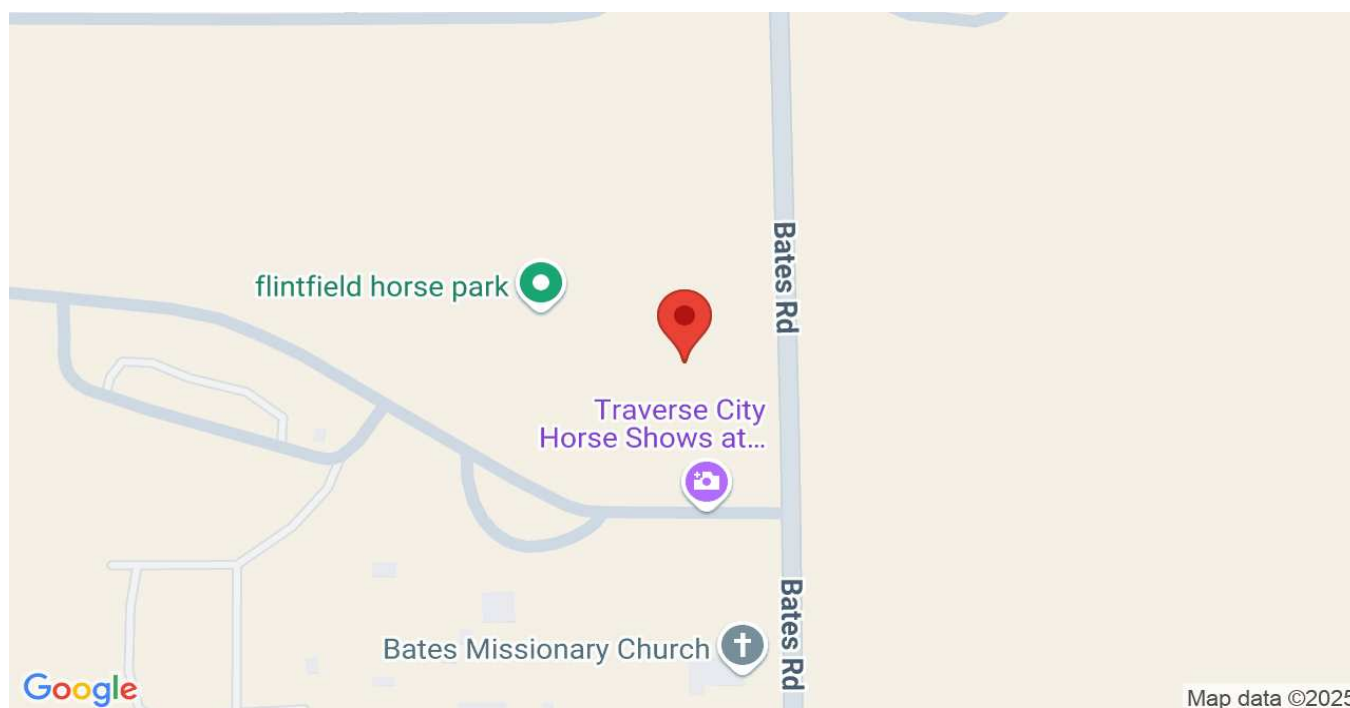 Bates Rd
flintfield horse park
Traverse City
Horse Shows at...
Bates Rd
Bates Missionary Church
Google
Map data ©2025